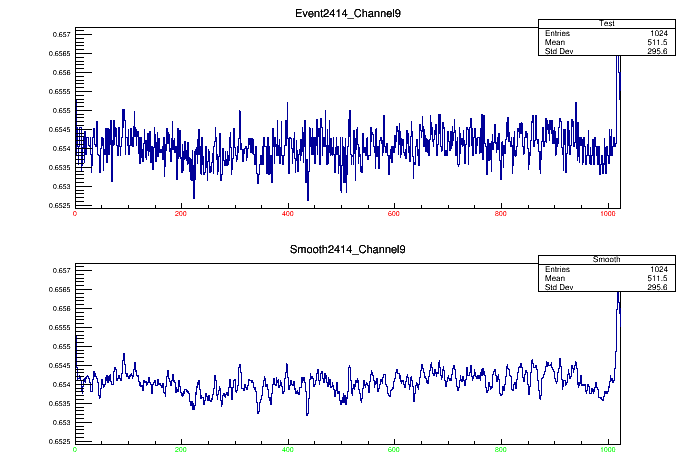 Event2414_Channel9
Test
Entries 1024
Mean 511.5
Std Dev 295.6
0.657
0.6565
0.656
0.6555
0.655
0.6545
0.654
0.6535
0.653
0.6525
0 200 400 600 800 1000
Smooth2414_Channel9
Smooth
Entries 1024
Mean 511.5
Std Dev 295.6
0.657
0.6565
0.656
0.6555
0.655
0.6545
0.654
0.6535
0.653
0.6525
0 200 400 600 800 1000